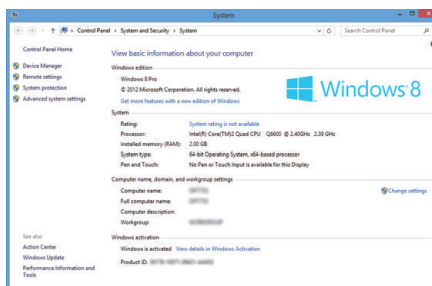 System
Control Panel ▸ System and Security ▸ System
Search Control Panel
Control Panel Home
Device Manager
Remote settings
System protection
Advanced system settings
View basic information about your computer
Windows edition
Windows 8 Pro
© 2012 Microsoft Corporation. All rights reserved.
Get more features with a new edition of Windows
Windows 8
System
Rating: System rating is not available
Processor: Intel(R) Core(TM)2 Quad CPU Q6600 @ 2.40GHz 2.39 GHz
Installed memory (RAM): 2.00 GB
System type: 64-bit Operating System, x64-based processor
Pen and Touch: No Pen or Touch Input is available for this Display
Computer name, domain, and workgroup settings
Computer name:
Change settings
Full computer name:
Computer description:
Workgroup:
Windows activation
Windows is activated View details in Windows Activation
Product ID:
See also
Action Center
Windows Update
Performance Information and
Tools